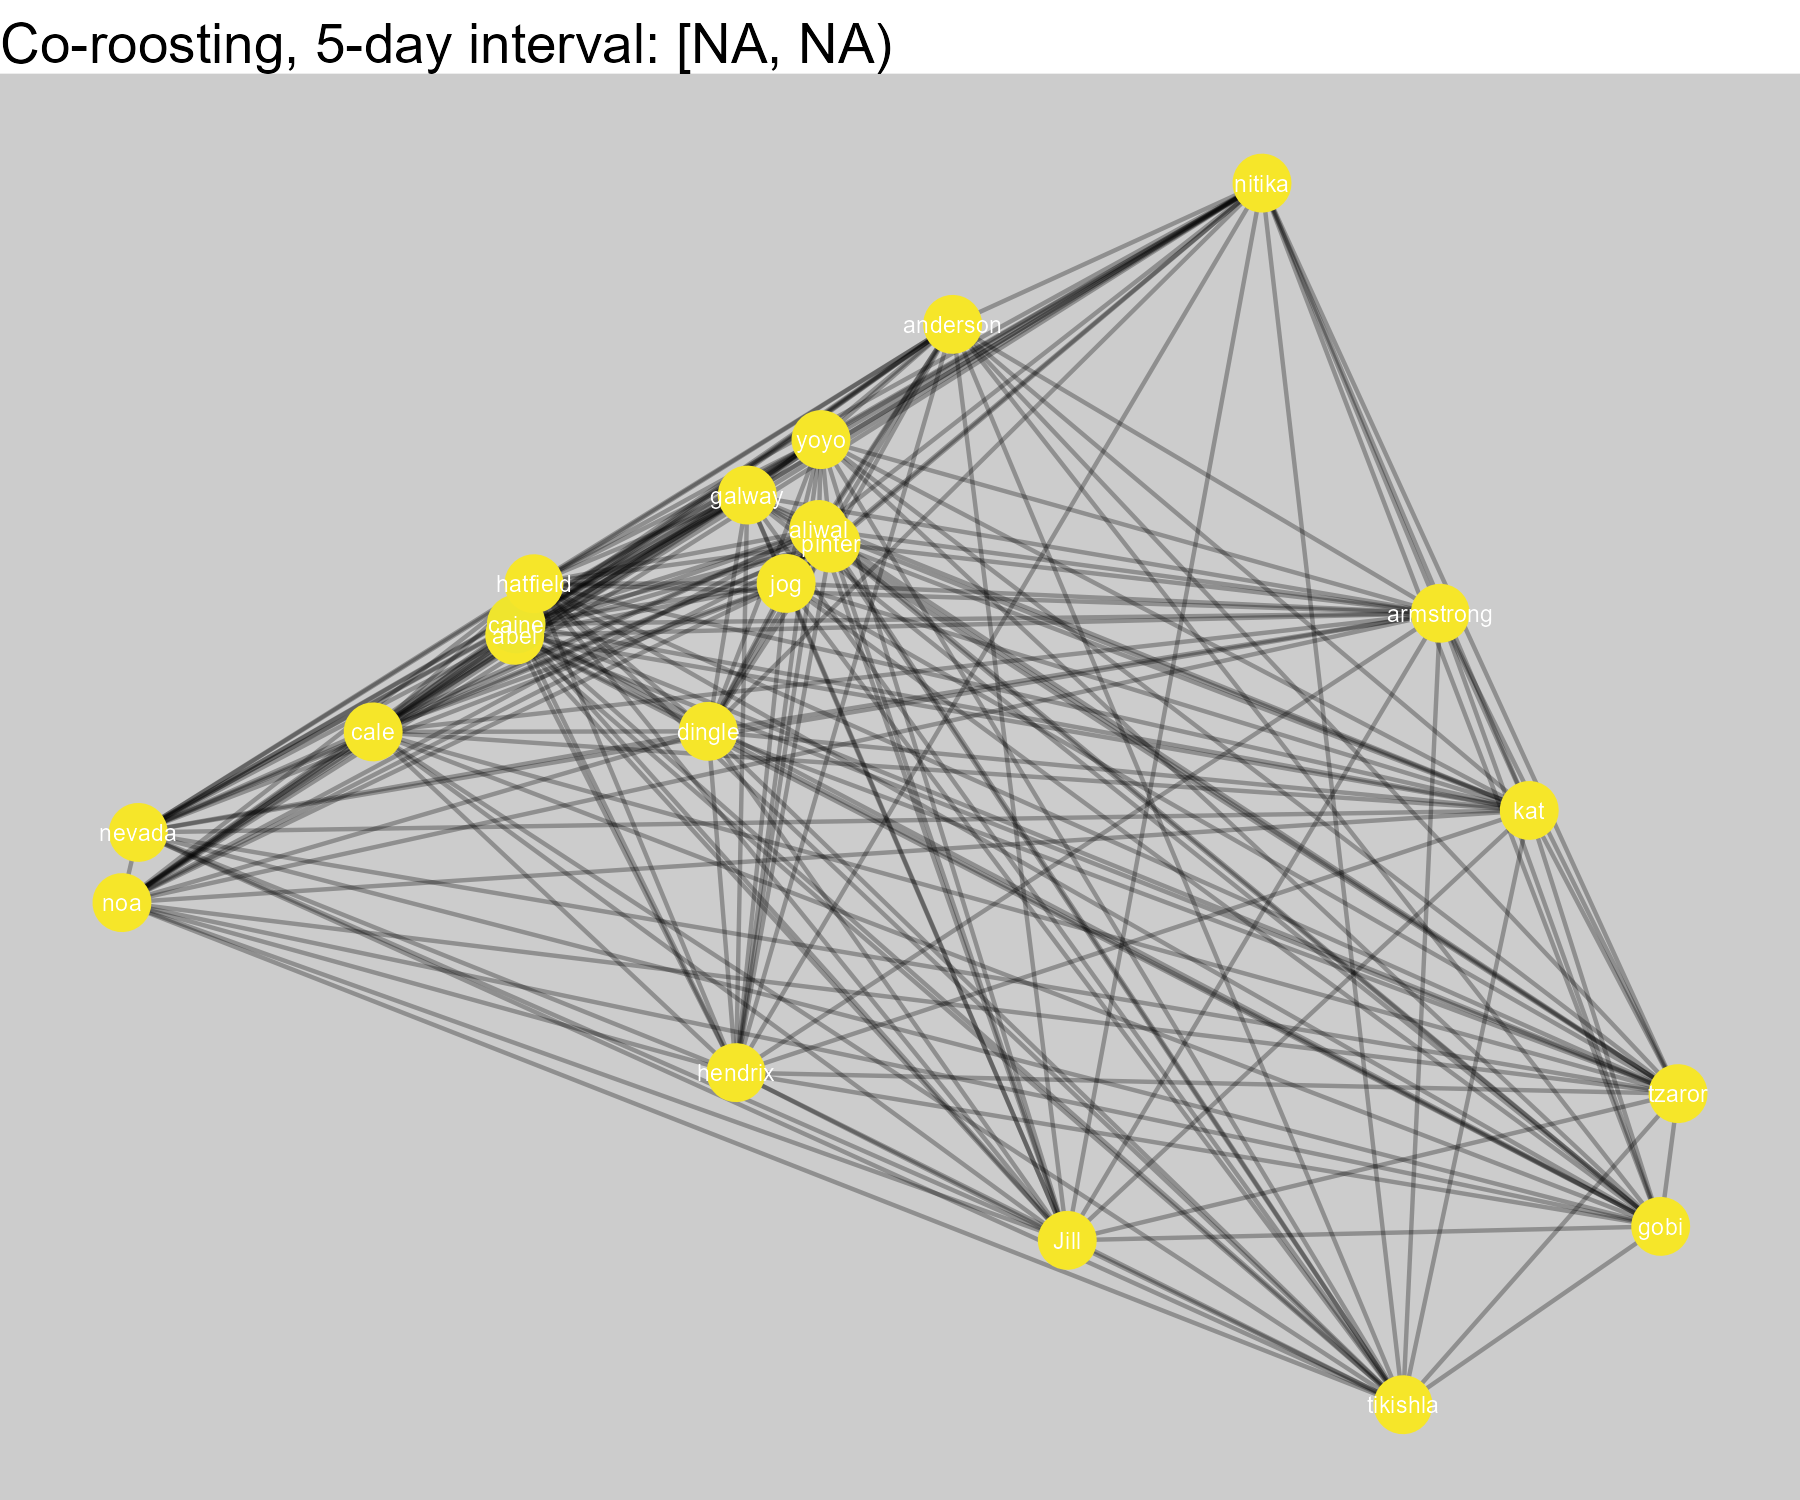 Co-roosting, 5-day interval: [NA, NA)
nitika
anderson
yoyo
galway
aliwal
pinter
hatfield
jog
caine
abel
armstrong
cale
dingle
kat
nevada
noa
hendrix
tzaror
gobi
Jill
tikishla